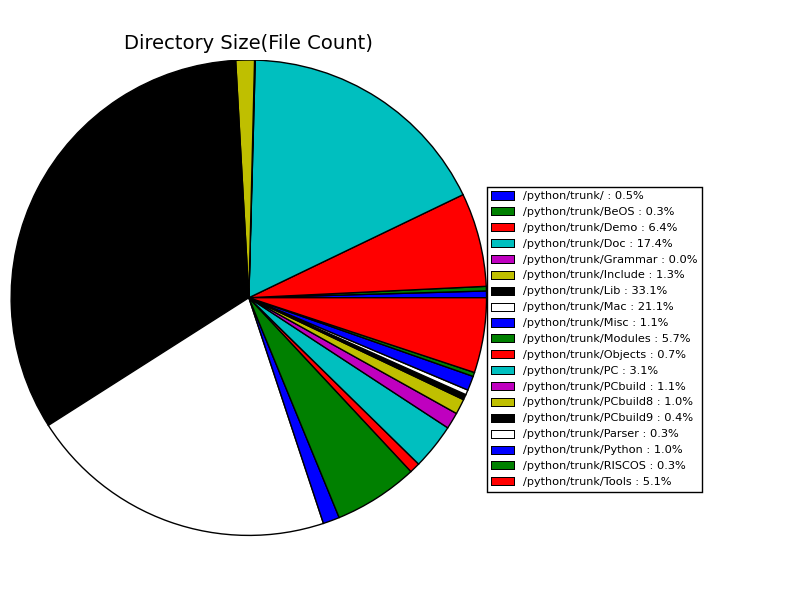 Directory Size(File Count)
/python/trunk/ : 0.5%
/python/trunk/BeOS : 0.3%
/python/trunk/Demo : 6.4%
/python/trunk/Doc : 17.4%
/python/trunk/Grammar : 0.0%
/python/trunk/Include : 1.3%
/python/trunk/Lib : 33.1%
/python/trunk/Mac : 21.1%
/python/trunk/Misc : 1.1%
/python/trunk/Modules : 5.7%
/python/trunk/Objects : 0.7%
/python/trunk/PC : 3.1%
/python/trunk/PCbuild : 1.1%
/python/trunk/PCbuild8 : 1.0%
/python/trunk/PCbuild9 : 0.4%
/python/trunk/Parser : 0.3%
/python/trunk/Python : 1.0%
/python/trunk/RISCOS : 0.3%
/python/trunk/Tools : 5.1%